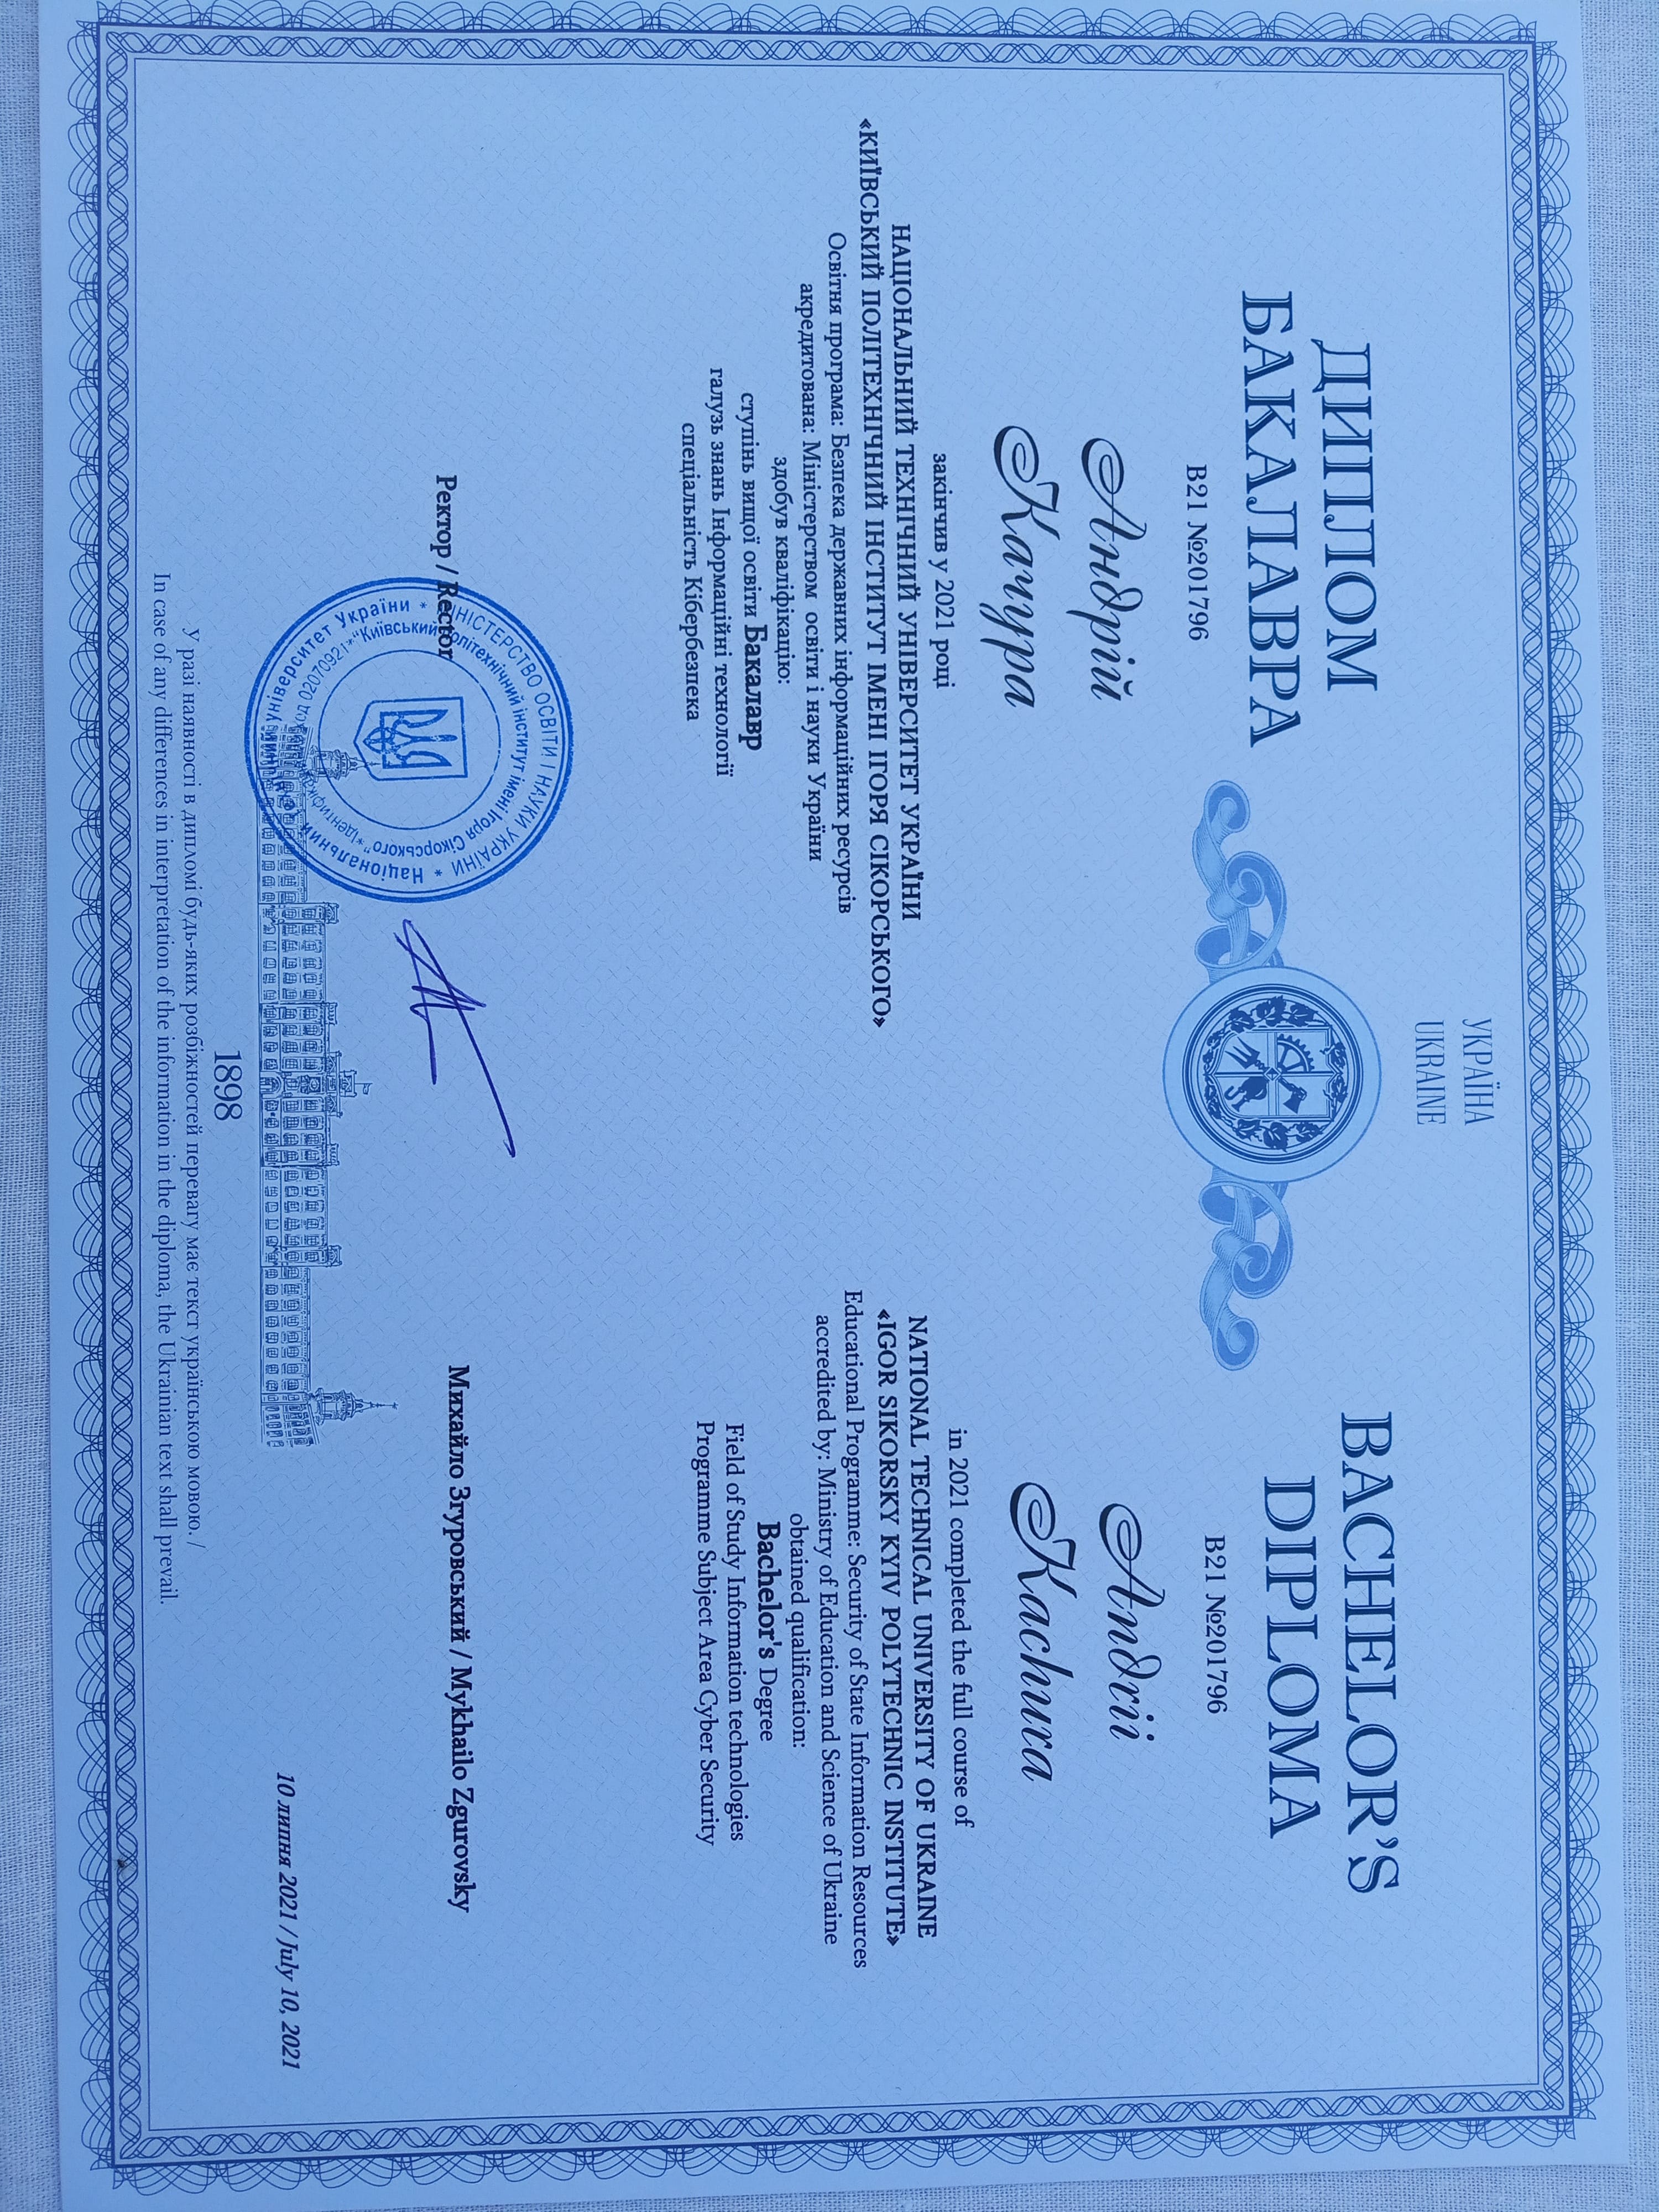 УКРАЇНА
UKRAINE
ДИПЛОМ
БАКАЛАВРА
B21 №201796
Андрій
Качура
закінчив у 2021 році
НАЦІОНАЛЬНИЙ ТЕХНІЧНИЙ УНІВЕРСИТЕТ УКРАЇНИ
«КИЇВСЬКИЙ ПОЛІТЕХНІЧНИЙ ІНСТИТУТ ІМЕНІ ІГОРЯ СІКОРСЬКОГО»
Освітня програма: Безпека державних інформаційних ресурсів
акредитована: Міністерством освіти і науки України
здобув кваліфікацію:
ступінь вищої освіти Бакалавр
галузь знань Інформаційні технології
спеціальність Кібербезпека
BACHELOR'S
DIPLOMA
B21 №201796
Andrii
Kachura
in 2021 completed the full course of
NATIONAL TECHNICAL UNIVERSITY OF UKRAINE
«IGOR SIKORSKY KYIV POLYTECHNIC INSTITUTE»
Educational Programme: Security of State Information Resources
accredited by: Ministry of Education and Science of Ukraine
obtained qualification:
Bachelor's Degree
Field of Study Information technologies
Programme Subject Area Cyber Security
Ректор / Rector
Михайло Згуровський / Mykhailo Zgurovsky
МІНІСТЕРСТВО ОСВІТИ І НАУКИ УКРАЇНИ * Національний університет України *
"Київський політехнічний інститут імені Ігоря Сікорського" * Ідентифікаційний код 02070921 *
10 липня 2021 / July 10, 2021
1898
У разі наявності в дипломі будь-яких розбіжностей перевагу має текст українською мовою. /
In case of any differences in interpretation of the information in the diploma, the Ukrainian text shall prevail.